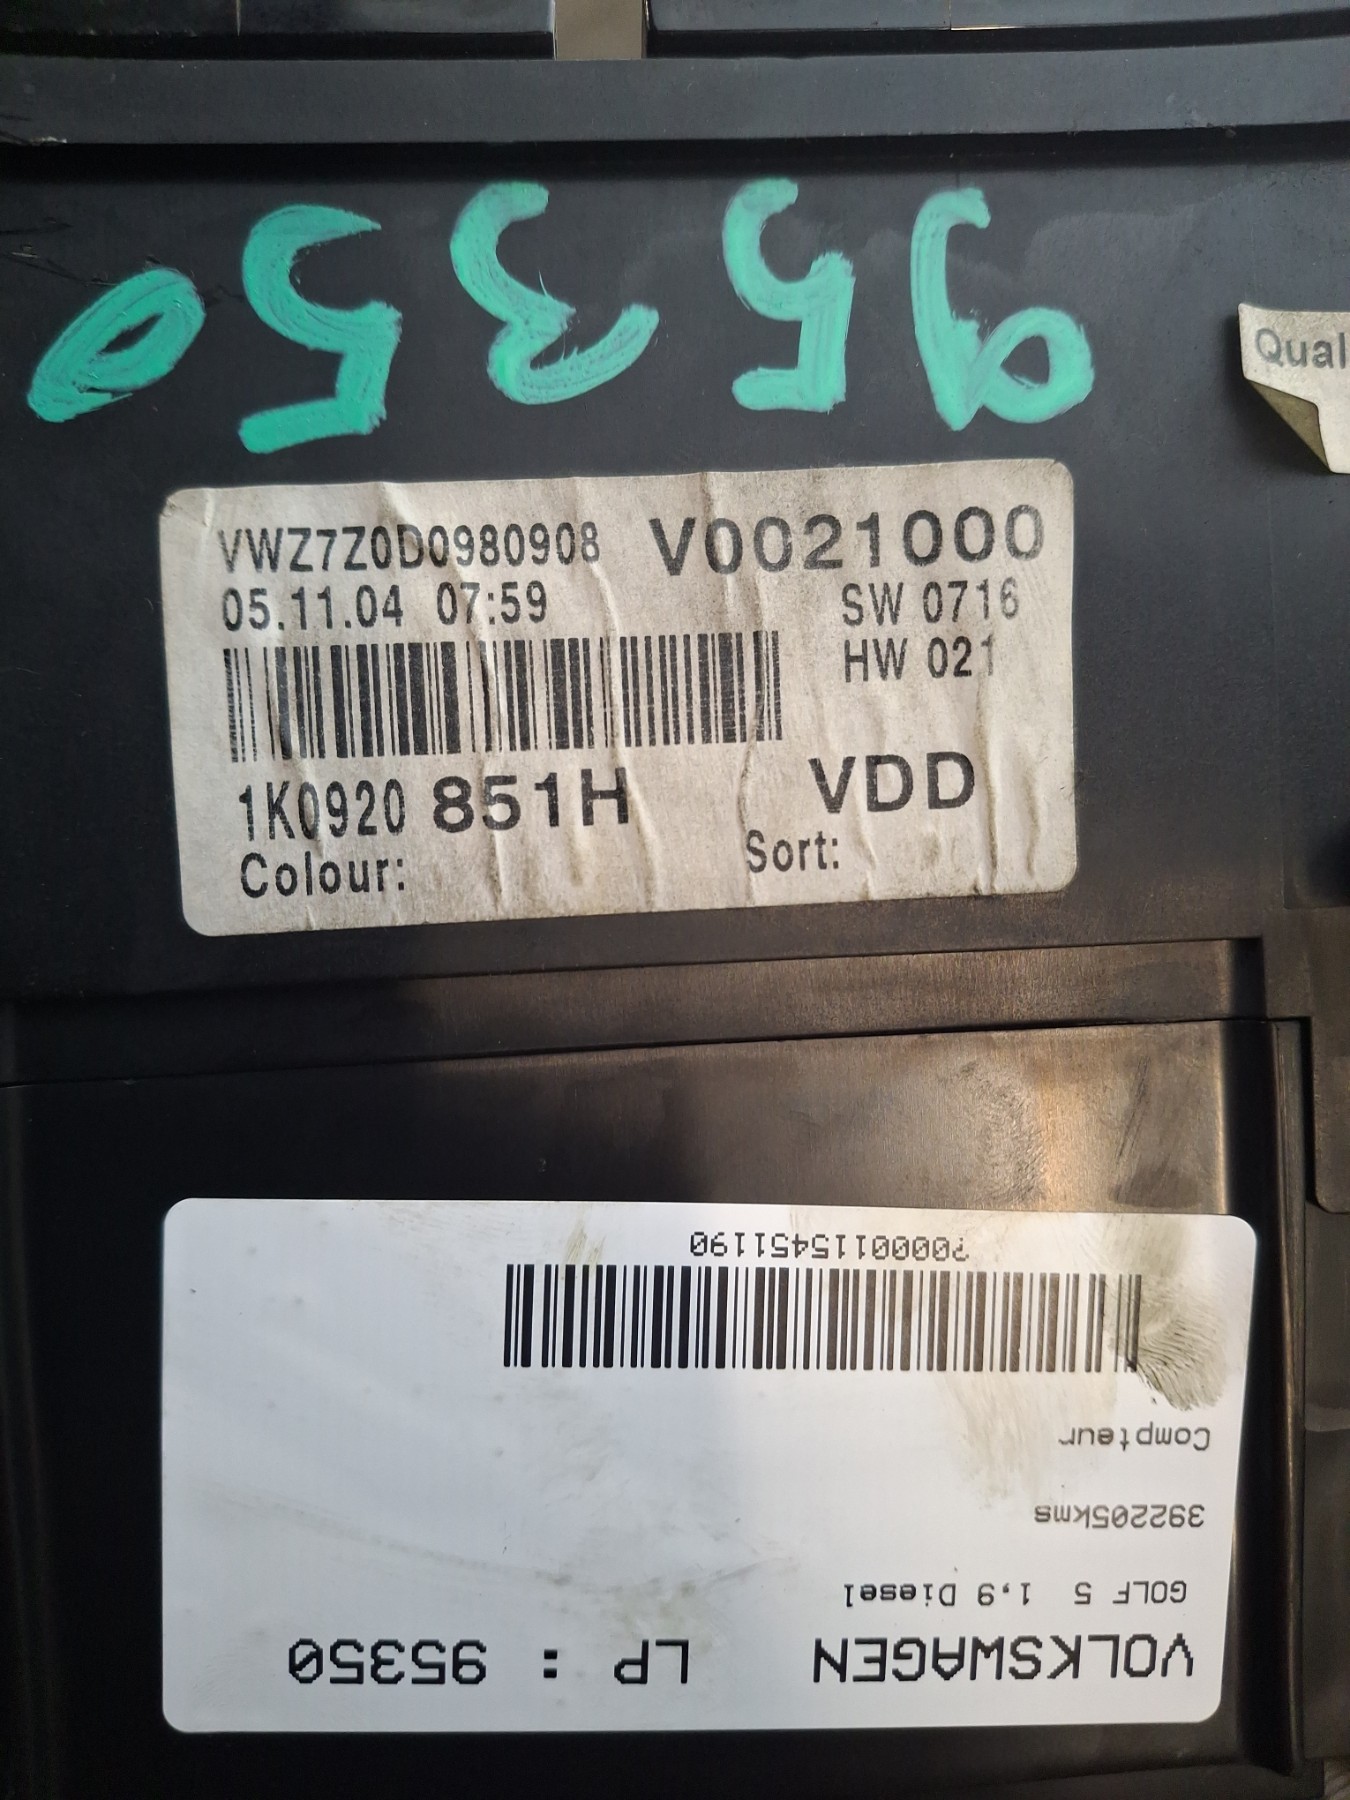 95350
Qual
VWZ7Z0D0980908 V0021000
05.11.04 07:59 SW 0716
HW 021
1K0920 851H VDD
Colour: Sort:
VOLKSWAGEN LP : 95350
GOLF 5 1,9 Diesel
392205kms
Compteur
?0000115451190